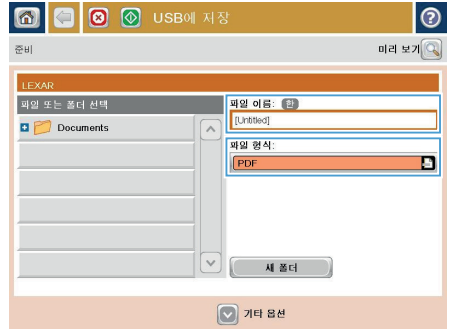 USB에 저장
준비
미리 보기
LEXAR
파일 또는 폴더 선택
Documents
파일 이름: 한
[Untitled]
파일 형식:
PDF
새 폴더
기타 옵션